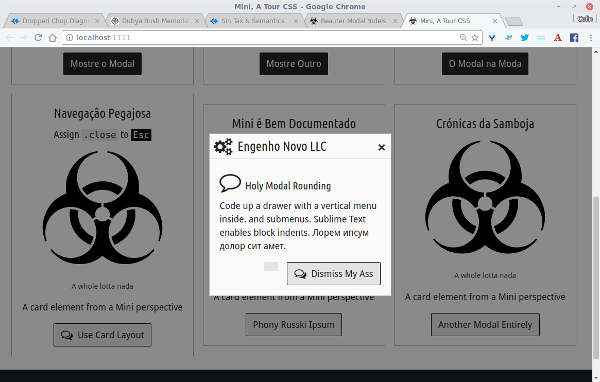 Mini, A Tour CSS - Google Chrome
Dropped Chop Diagn
Dubya Bush Memoria
Sin Tax & Semantics
Beauter Modal Models
Mini, A Tour CSS
localhost:1111
Mostre o Modal
Mostre Outro
O Modal na Moda
Navegação Pegajosa
Assign .close to Esc
A whole lotta nada
A card element from a Mini perspective
Use Card Layout
Mini é Bem Documentado
Engenho Novo LLC
×
Holy Modal Rounding
Code up a drawer with a vertical menu
inside. and submenus. Sublime Text
enables block indents. Лорем ипсум
долор сит амет.
Dismiss My Ass
A card element from a Mini perspective
Phony Russki Ipsum
Crónicas da Samboja
A whole lotta nada
A card element from a Mini perspective
Another Modal Entirely